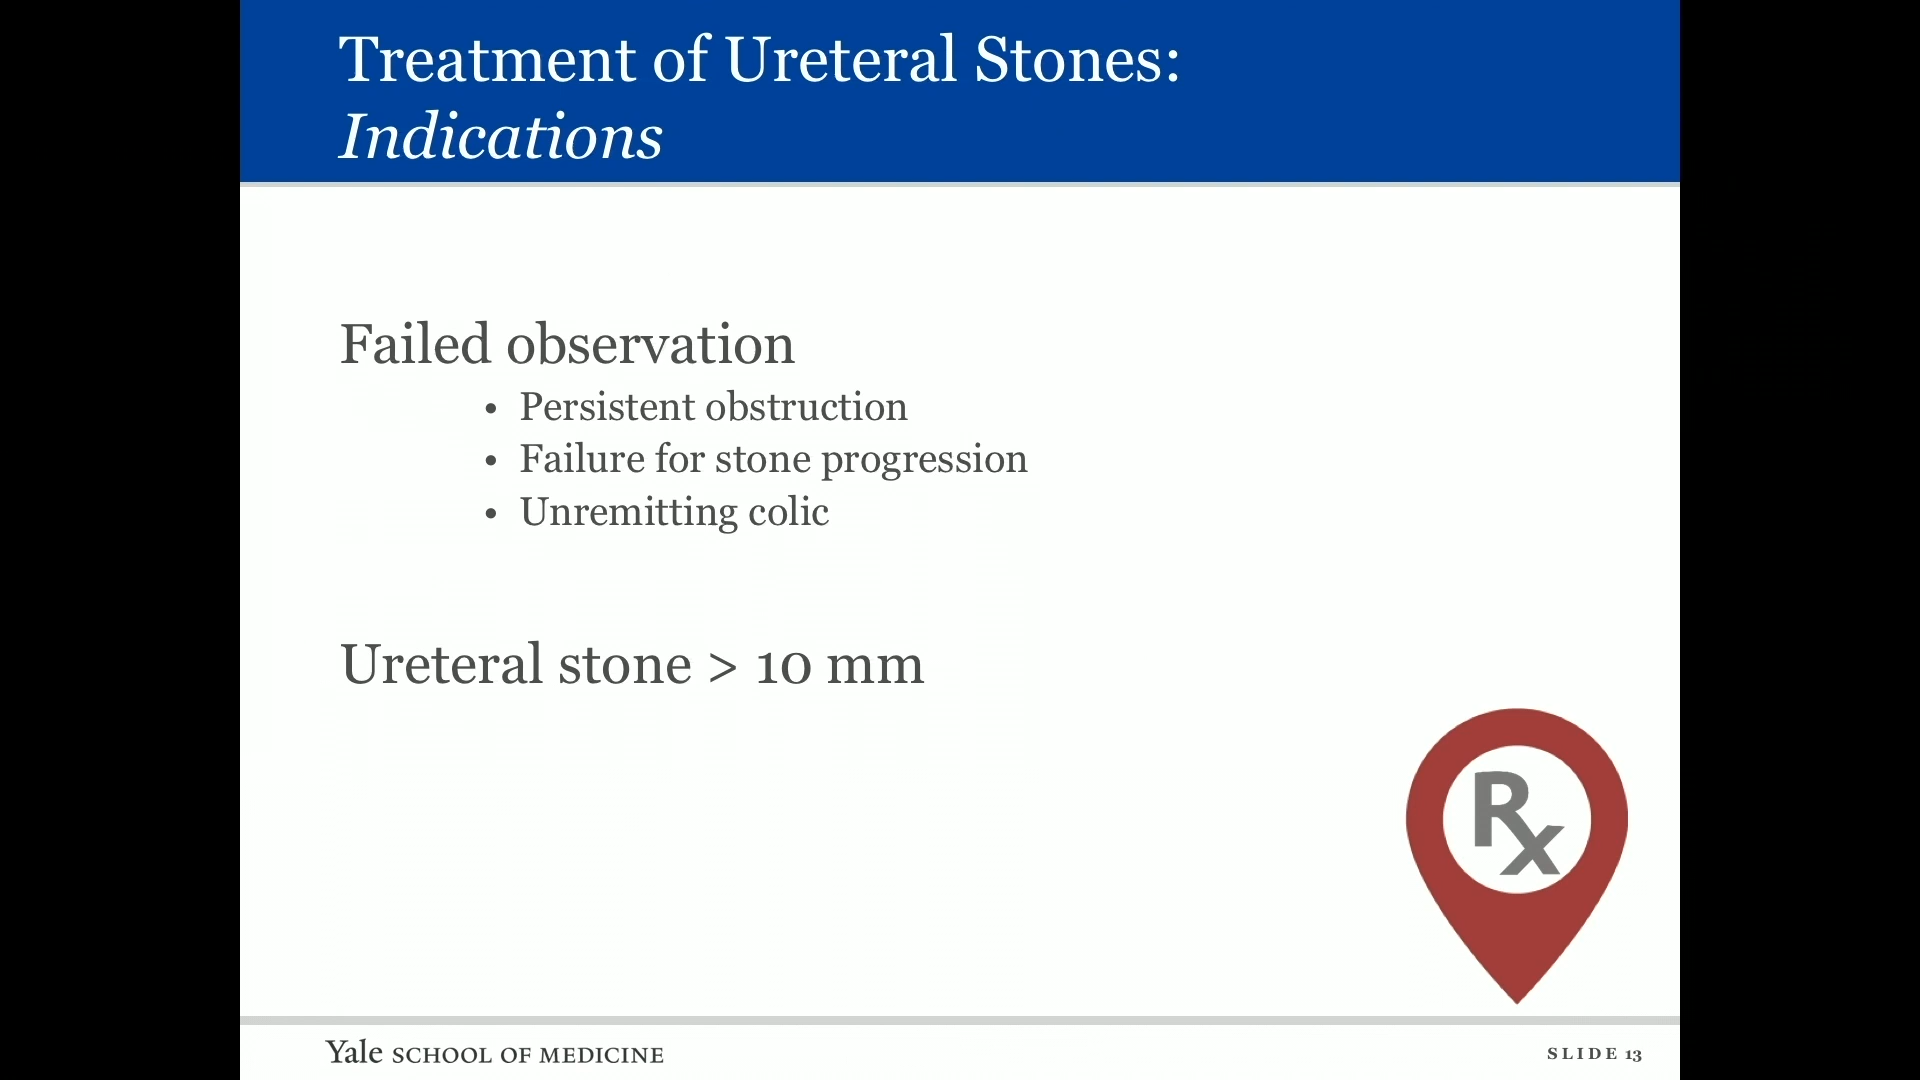 Treatment of Ureteral Stones:
Indications
Failed observation
• Persistent obstruction
• Failure for stone progression
• Unremitting colic
Ureteral stone > 10 mm
Rx
Yale SCHOOL OF MEDICINE
SLIDE 13